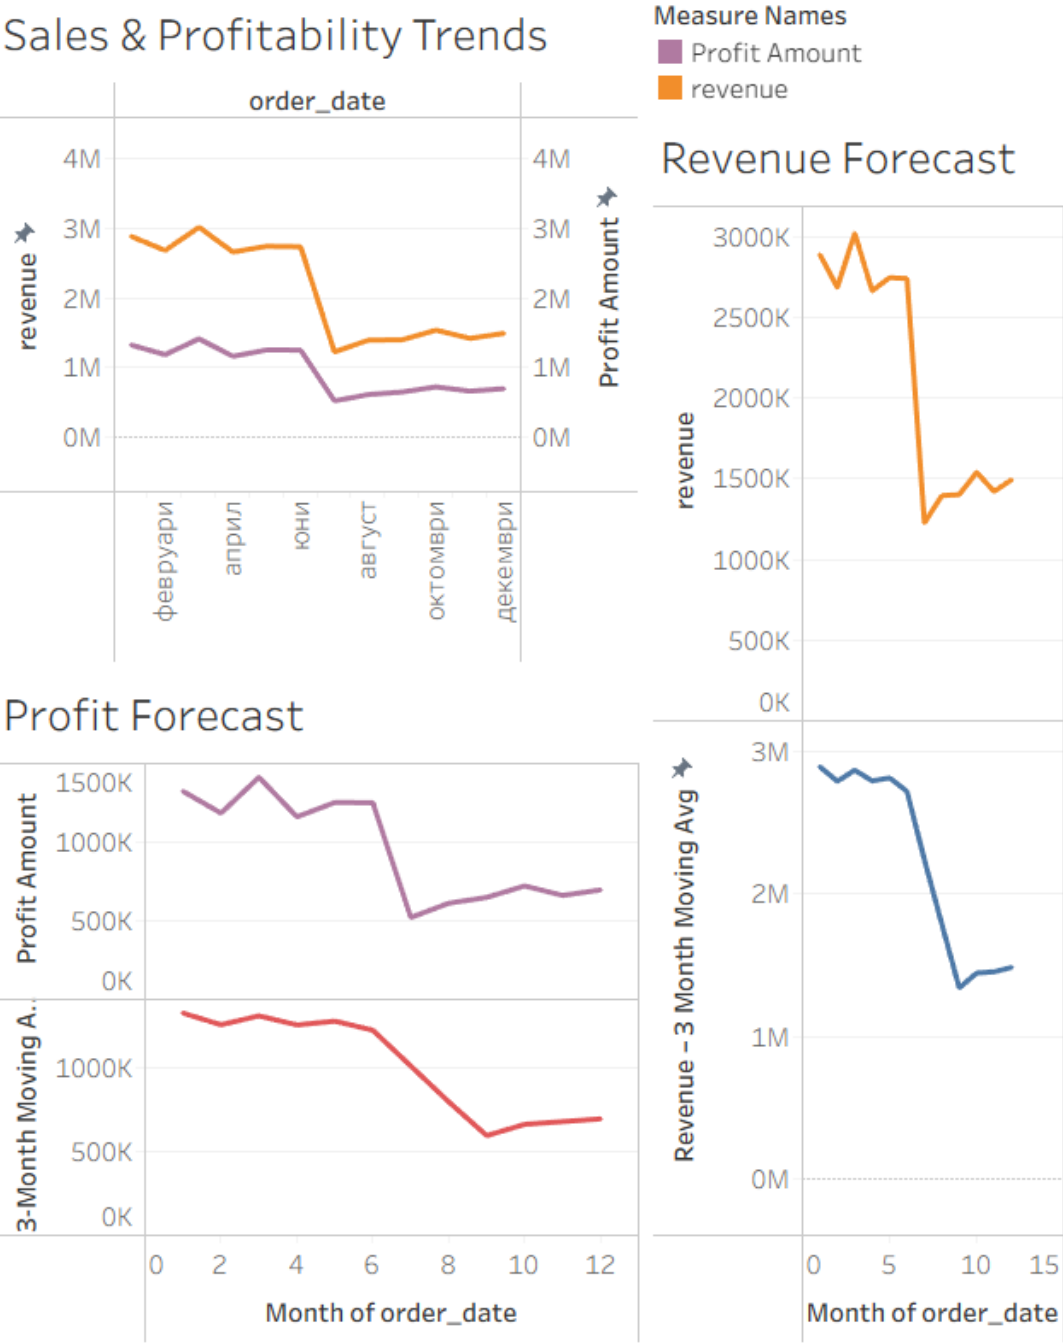 Sales & Profitability Trends
order_date
4M
3M
2M
1M
0M
revenue
4M
3M
2M
1M
0M
Profit Amount
февруари
април
юни
август
октомври
декември
Measure Names
Profit Amount
revenue
Revenue Forecast
3000K
2500K
2000K
1500K
1000K
500K
0K
revenue
3M
2M
1M
0M
Revenue – 3 Month Moving Avg
0
5
10
15
Month of order_date
Profit Forecast
1500K
1000K
500K
0K
Profit Amount
1000K
500K
0K
3-Month Moving A..
0
2
4
6
8
10
12
Month of order_date